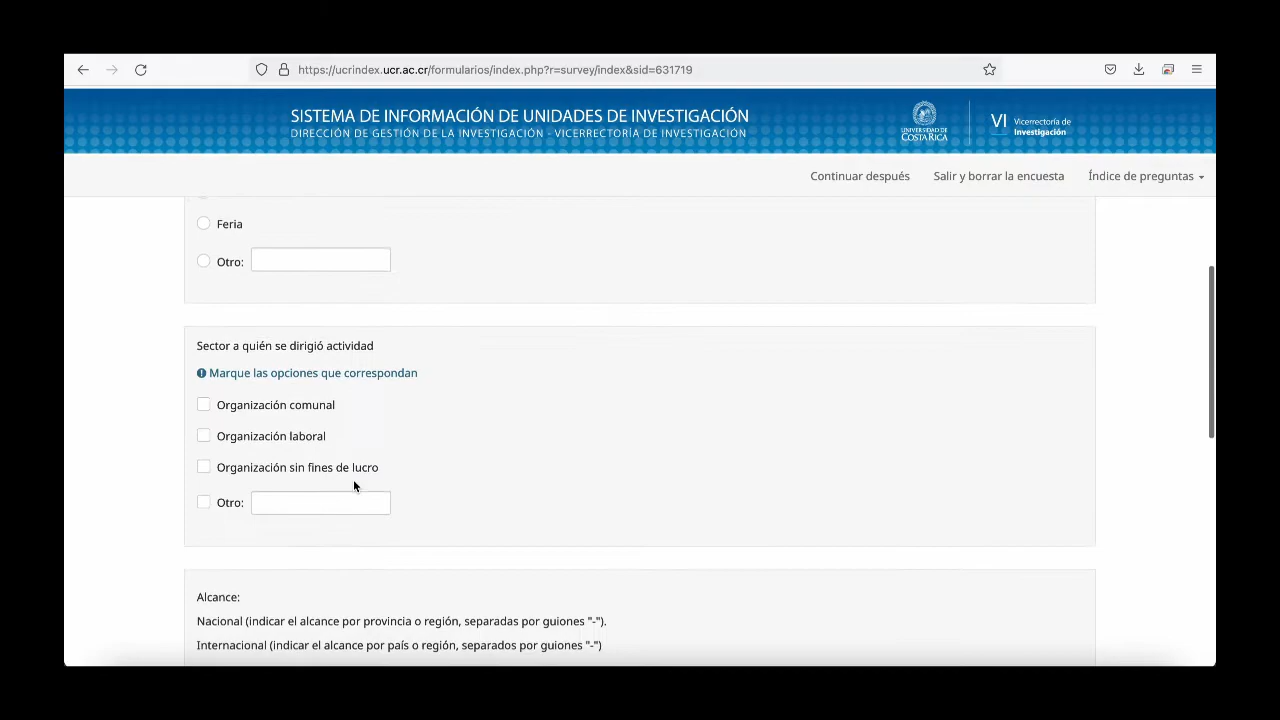 https://ucrindex.ucr.ac.cr/formularios/index.php?r=survey/index&sid=631719
SISTEMA DE INFORMACIÓN DE UNIDADES DE INVESTIGACIÓN
DIRECCIÓN DE GESTIÓN DE LA INVESTIGACIÓN - VICERRECTORÍA DE INVESTIGACIÓN
UNIVERSIDAD DE
COSTA RICA
VI Vicerrectoría de
Investigación
Continuar después Salir y borrar la encuesta Índice de preguntas
Feria
Otro:
Sector a quién se dirigió actividad
Marque las opciones que correspondan
Organización comunal
Organización laboral
Organización sin fines de lucro
Otro:
Alcance:
Nacional (indicar el alcance por provincia o región, separadas por guiones "-").
Internacional (indicar el alcance por país o región, separados por guiones "-")